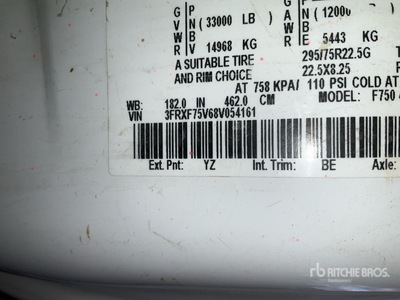 G P
V N (33000 LB)
W B
R V 14968 KG
G P
A N (12000
W B
R E 5443 KG
A SUITABLE TIRE 295/75R22.5G
AND RIM CHOICE 22.5X8.25
AT 758 KPA/ 110 PSI COLD AT
WB: 182.0 IN 462.0 CM MODEL: F750
VIN 3FRXF75V68V054161
Ext. Pnt: YZ Int. Trim: BE Axle:
rb RITCHIE BROS.